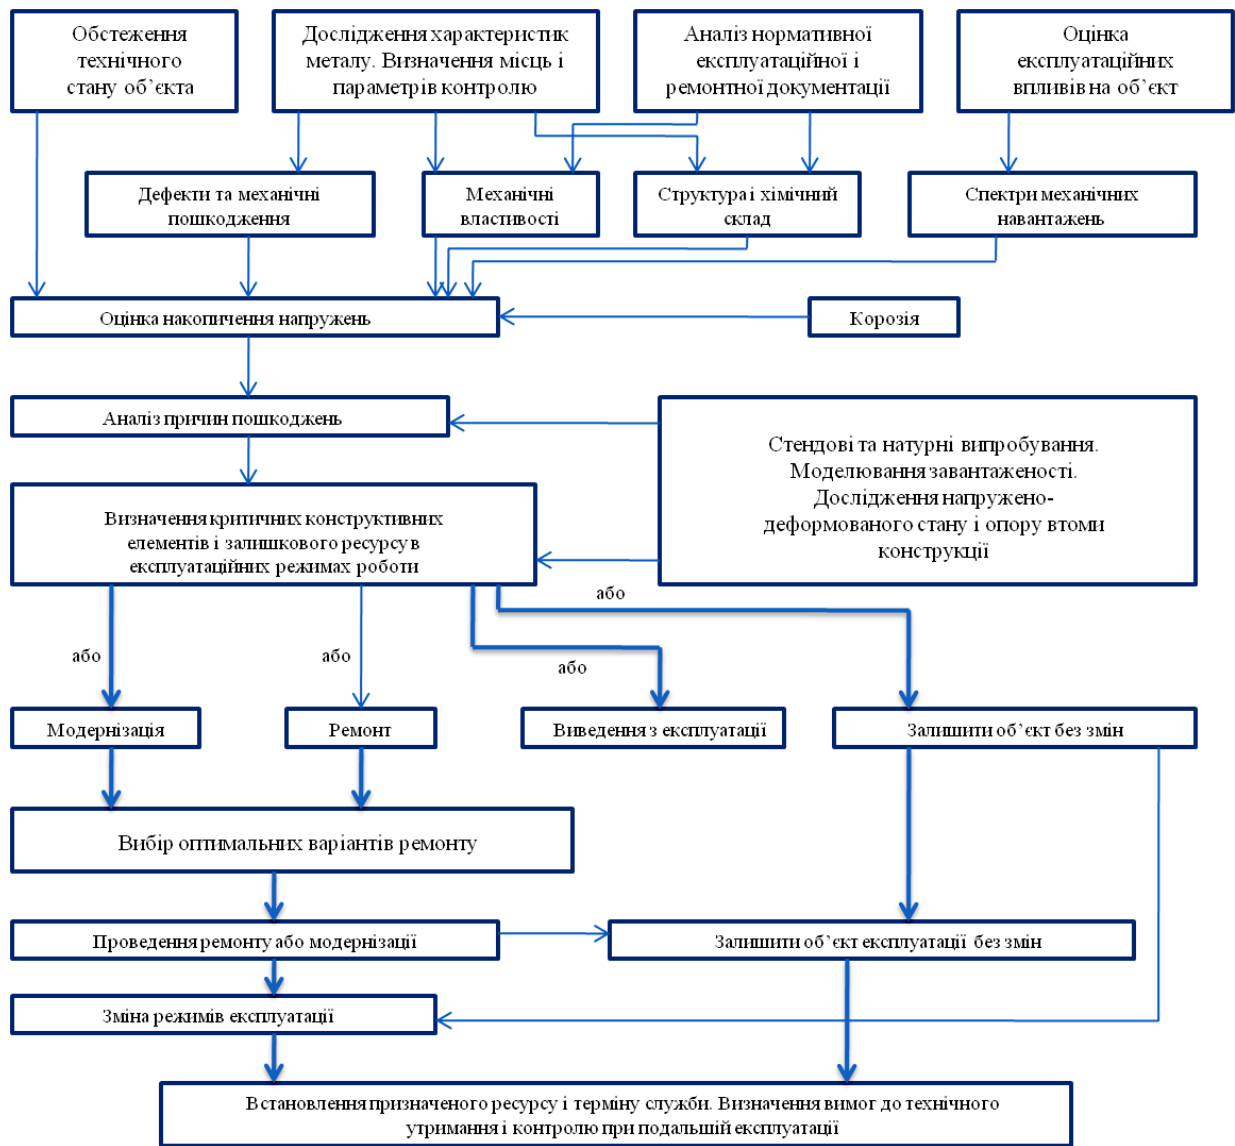 Обстеження
технічного
стану об’єкта
Дослідження характеристик
металу. Визначення місць і
параметрів контролю
Аналіз нормативної
експлуатаційної і
ремонтної документації
Оцінка
експлуатаційних
впливів на об’єкт
Дефекти та механічні
пошкодження
Механічні
властивості
Структура і хімічний
склад
Спектри механічних
навантажень
Оцінка накопичення напружень
Корозія
Аналіз причин пошкоджень
Стендові та натурні випробування.
Моделювання завантаженості.
Дослідження напружено-
деформованого стану і опору втоми
конструкції
Визначення критичних конструктивних
елементів і залишкового ресурсу в
експлуатаційних режимах роботи
або
або
або
або
Модернізація
Ремонт
Виведення з експлуатації
Залишити об’єкт без змін
Вибір оптимальних варіантів ремонту
Проведення ремонту або модернізації
Залишити об’єкт експлуатації без змін
Зміна режимів експлуатації
Встановлення призначеного ресурсу і терміну служби. Визначення вимог до технічного
утримання і контролю при подальшій експлуатації